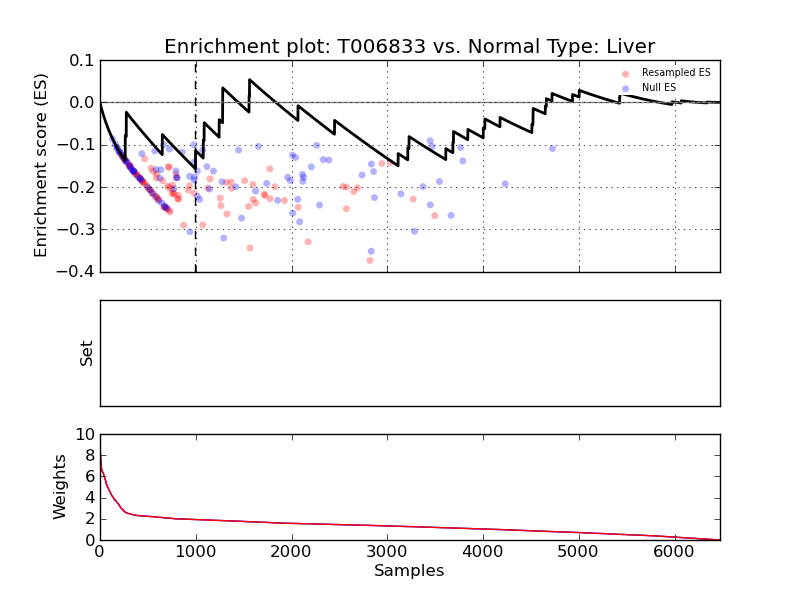 Enrichment plot: T006833 vs. Normal Type: Liver
Enrichment score (ES)
0.1
0.0
−0.1
−0.2
−0.3
−0.4
Resampled ES
Null ES
Set
Weights
10
8
6
4
2
0
0 1000 2000 3000 4000 5000 6000
Samples